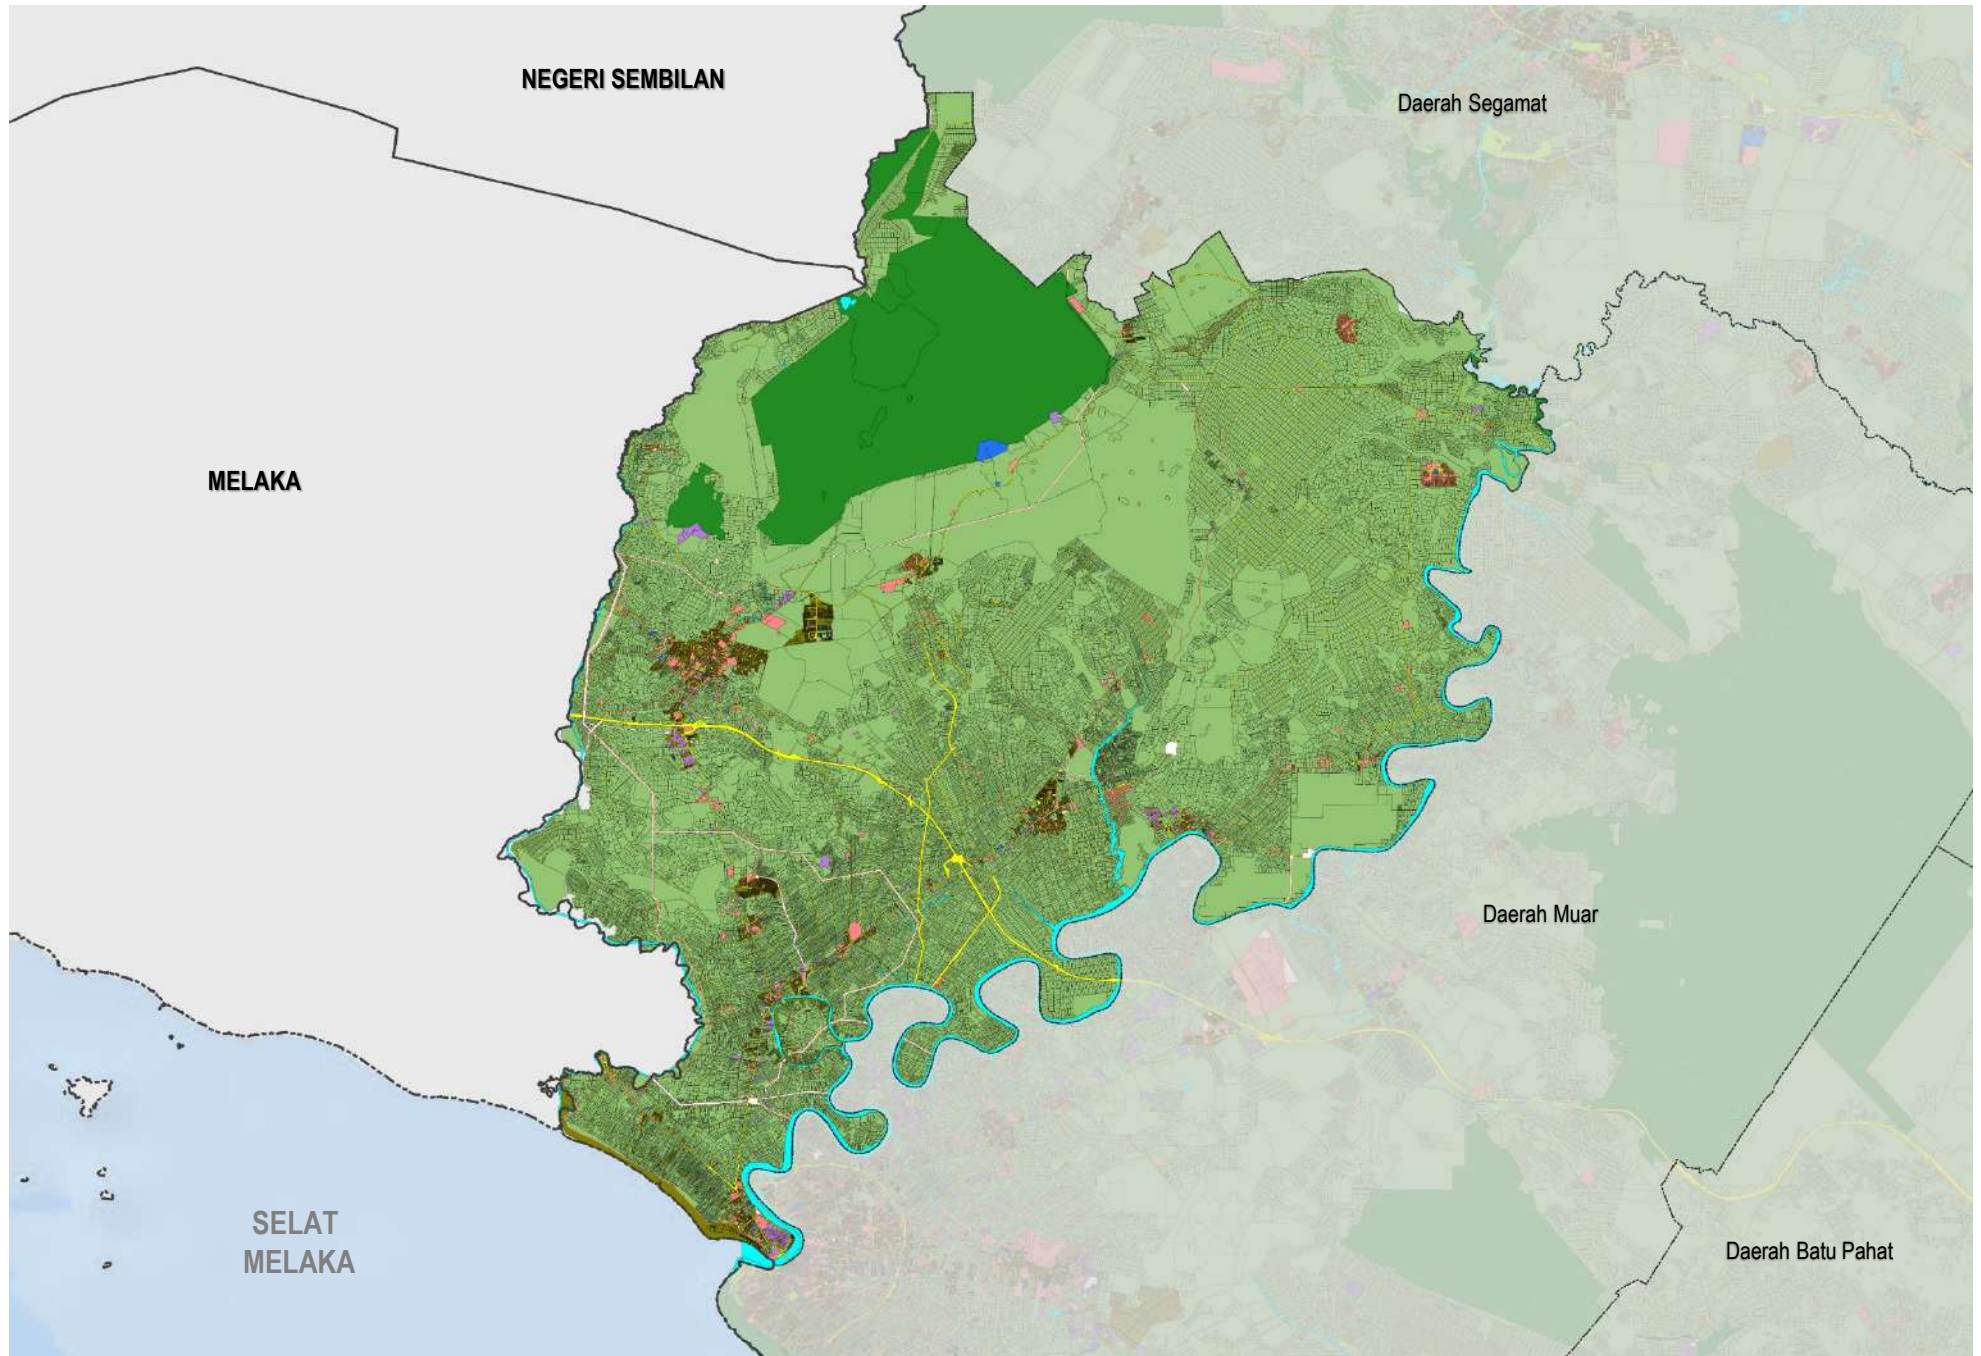 NEGERI SEMBILAN
Daerah Segamat
MELAKA
Daerah Muar
SELAT
MELAKA
Daerah Batu Pahat